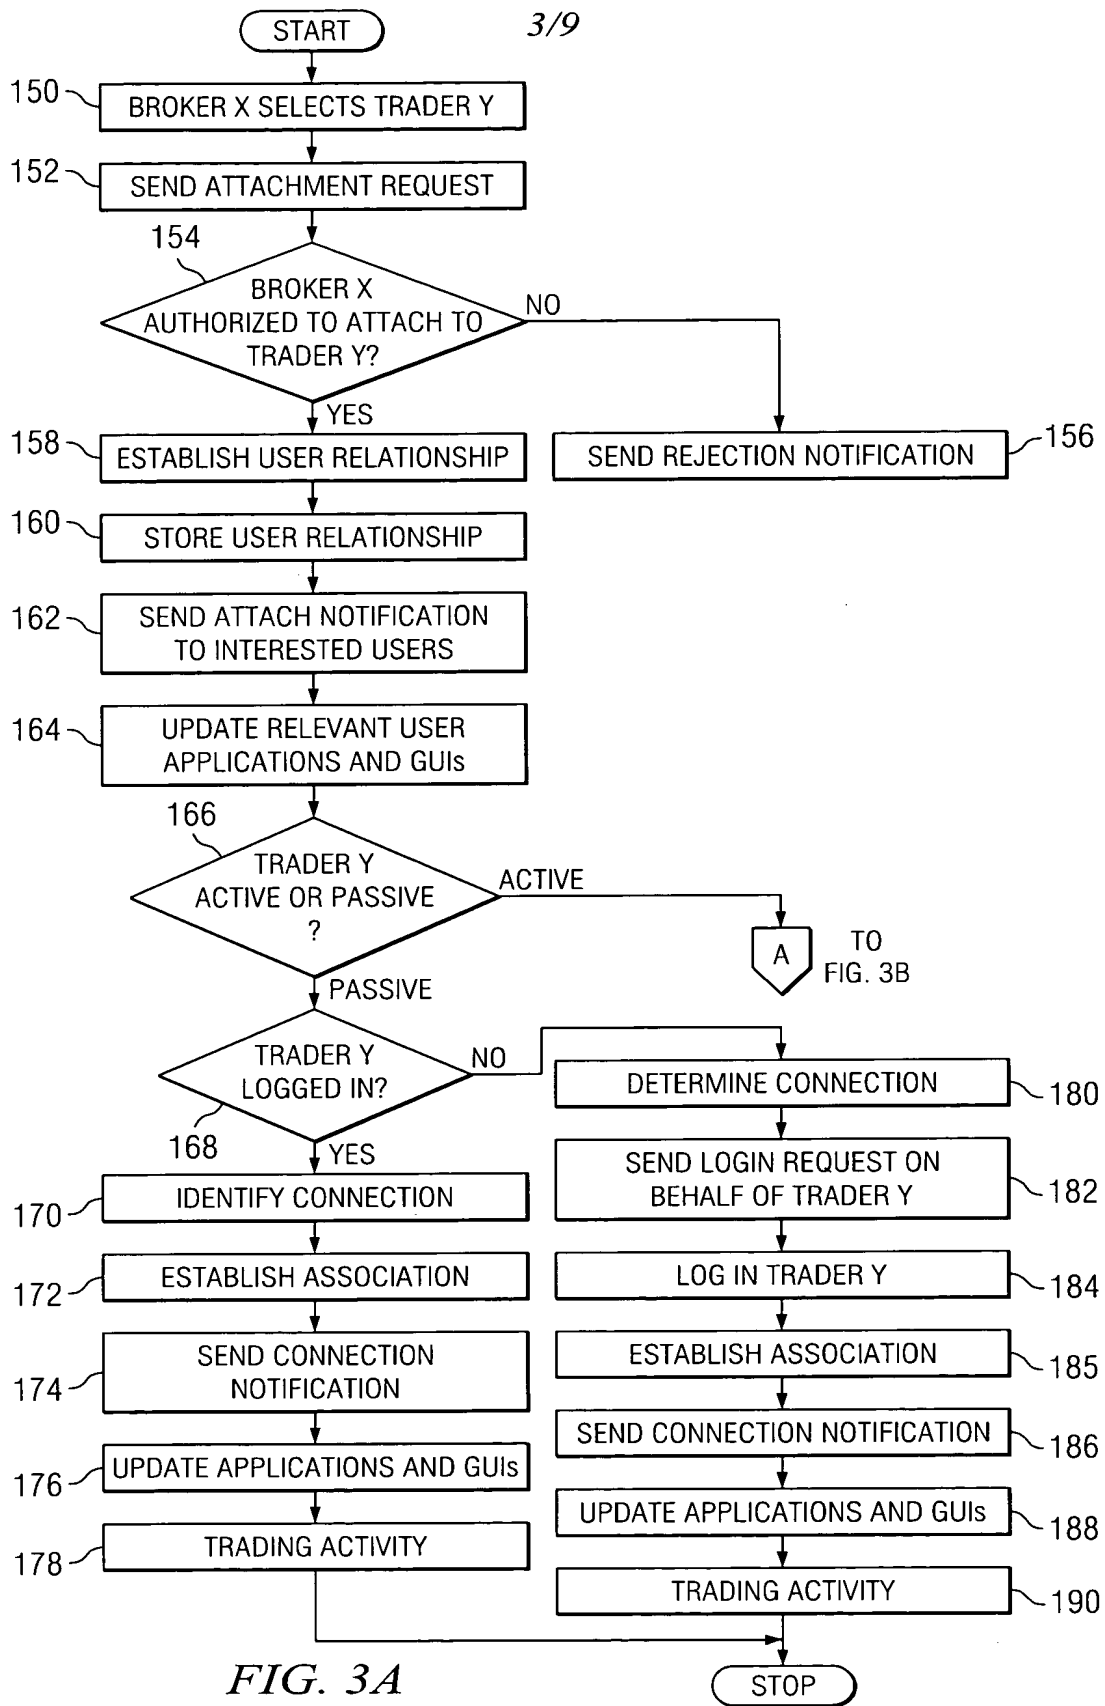 START
3/9
150
BROKER X SELECTS TRADER Y
152
SEND ATTACHMENT REQUEST
154
BROKER X
AUTHORIZED TO ATTACH TO
TRADER Y?
NO
YES
158
ESTABLISH USER RELATIONSHIP
SEND REJECTION NOTIFICATION
156
160
STORE USER RELATIONSHIP
162
SEND ATTACH NOTIFICATION
TO INTERESTED USERS
164
UPDATE RELEVANT USER
APPLICATIONS AND GUIs
166
TRADER Y
ACTIVE OR PASSIVE
?
ACTIVE
A
TO
FIG. 3B
PASSIVE
TRADER Y
LOGGED IN?
NO
168
YES
DETERMINE CONNECTION
180
SEND LOGIN REQUEST ON
BEHALF OF TRADER Y
182
170
IDENTIFY CONNECTION
172
ESTABLISH ASSOCIATION
LOG IN TRADER Y
184
174
SEND CONNECTION
NOTIFICATION
ESTABLISH ASSOCIATION
185
SEND CONNECTION NOTIFICATION
186
176
UPDATE APPLICATIONS AND GUIs
UPDATE APPLICATIONS AND GUIs
188
178
TRADING ACTIVITY
TRADING ACTIVITY
190
FIG. 3A
STOP